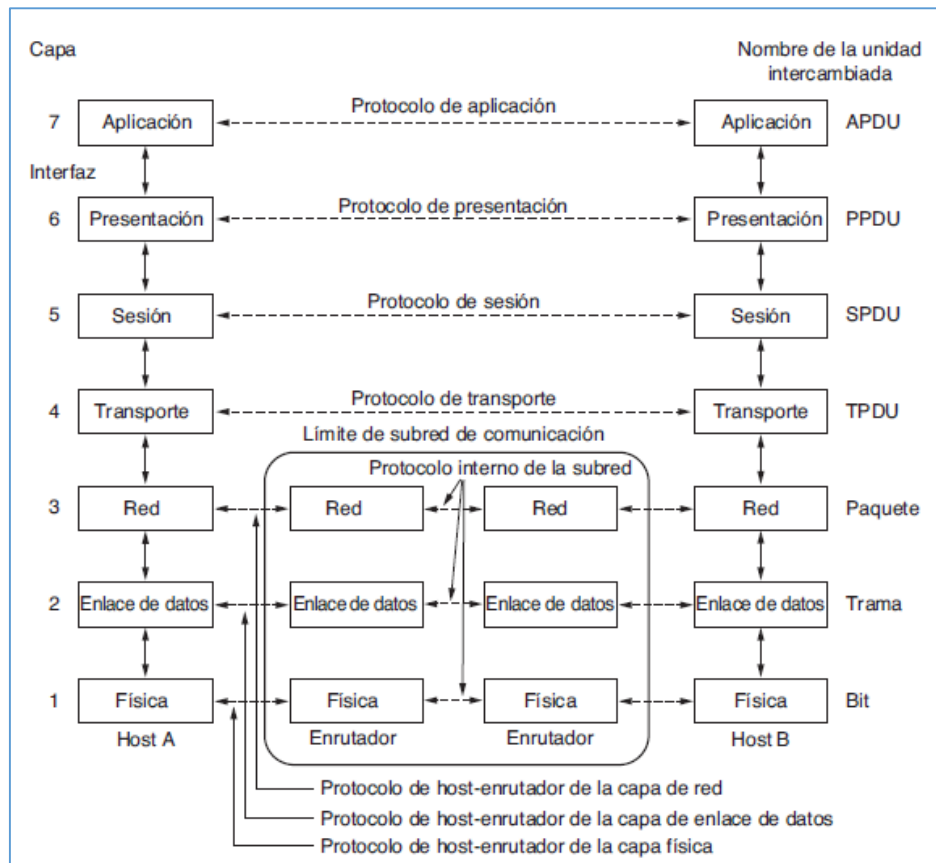 Capa
Nombre de la unidad
intercambiada
7 Aplicación Protocolo de aplicación Aplicación APDU
Interfaz
6 Presentación Protocolo de presentación Presentación PPDU
5 Sesión Protocolo de sesión Sesión SPDU
4 Transporte Protocolo de transporte Transporte TPDU
Límite de subred de comunicación
Protocolo interno de la subred
3 Red Red Red Red Paquete
2 Enlace de datos Enlace de datos Enlace de datos Enlace de datos Trama
1 Física Física Física Física Bit
Host A Enrutador Enrutador Host B
Protocolo de host-enrutador de la capa de red
Protocolo de host-enrutador de la capa de enlace de datos
Protocolo de host-enrutador de la capa física